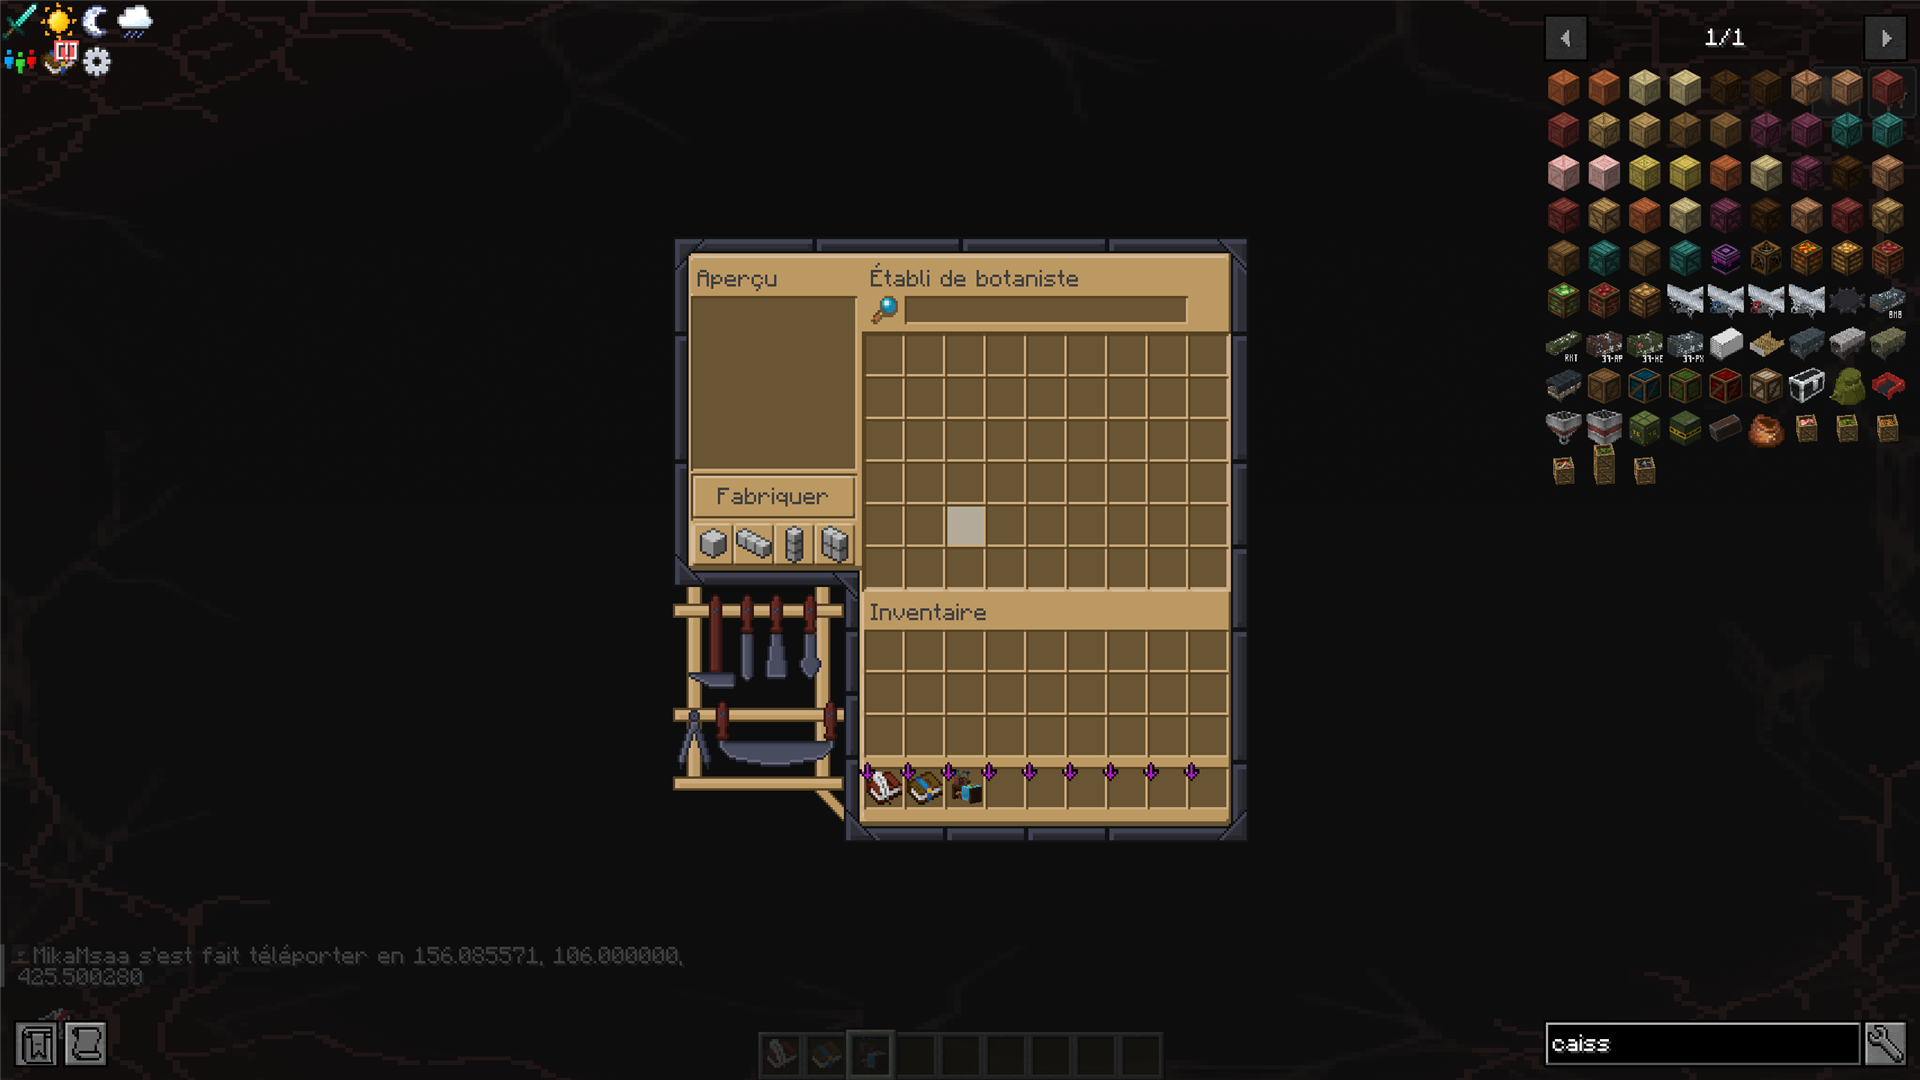 1/1
Aperçu
Établi de botaniste
Fabriquer
Inventaire
MikaMsaa s'est fait téléporter en 156.085571, 106.000000,
425.500280
caiss